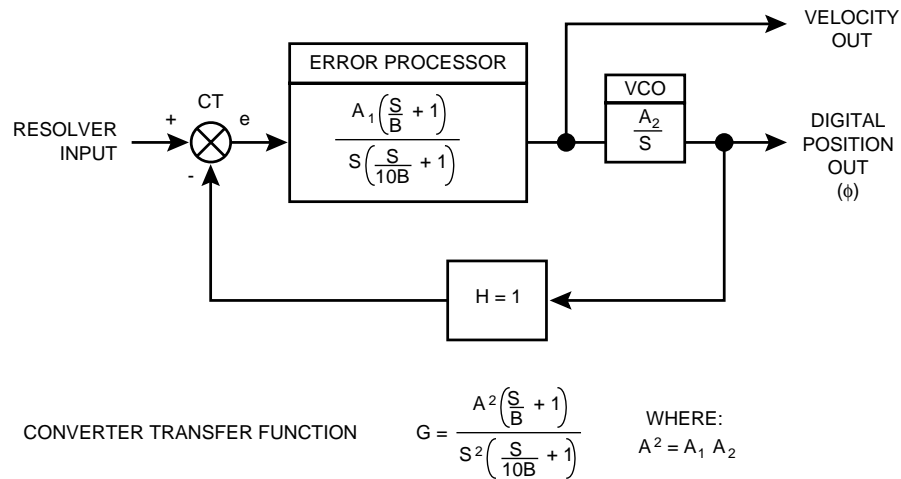 VELOCITY
OUT
ERROR PROCESSOR
VCO
CT
+
e
-
RESOLVER
INPUT
A₁(S/B + 1)
S(S/10B + 1)
A₂
S
DIGITAL
POSITION
OUT
(ϕ)
H = 1
CONVERTER TRANSFER FUNCTION
G = A²(S/B + 1)
S²(S/10B + 1)
WHERE:
A² = A₁ A₂